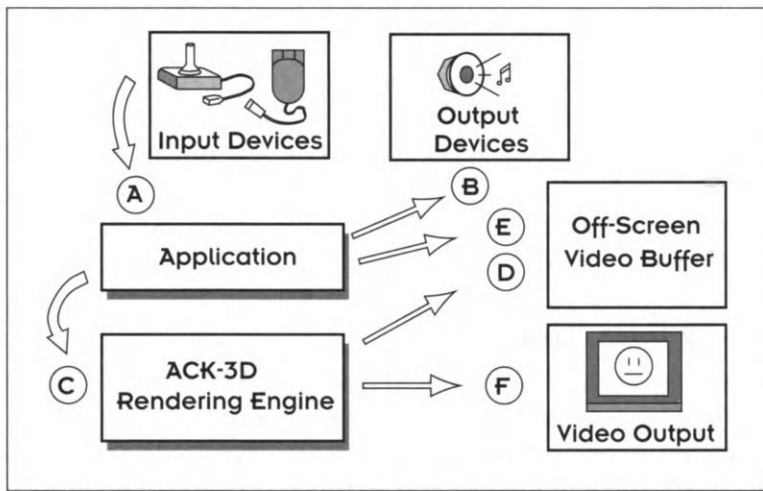 Input Devices
Output
Devices
A
B
Application
E
D
Off-Screen
Video Buffer
C
ACK-3D
Rendering Engine
F
Video Output